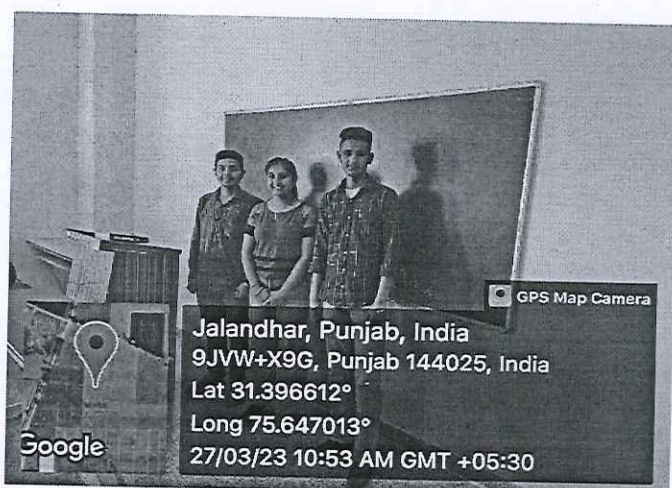 GPS Map Camera
Jalandhar, Punjab, India
9JVW+X9G, Punjab 144025, India
Lat 31.396612°
Long 75.647013°
27/03/23 10:53 AM GMT +05:30
Google